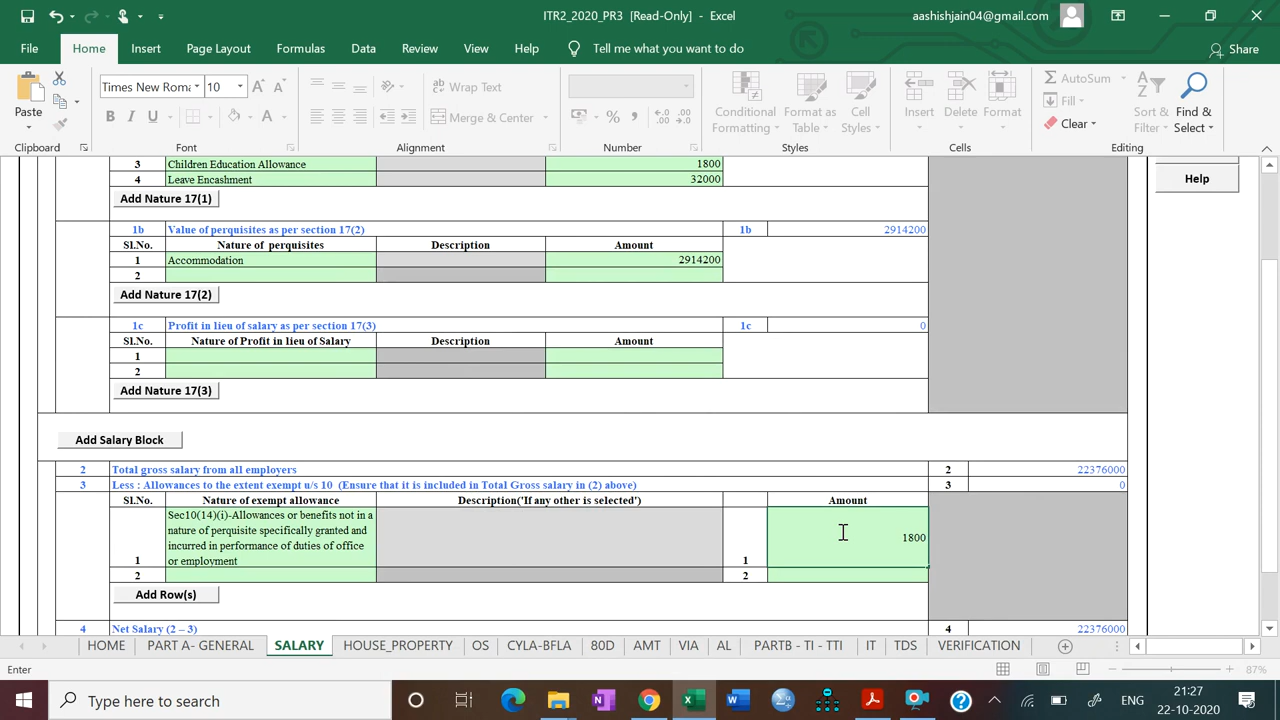 ITR2_2020_PR3 [Read-Only] - Excel
aashishjain04@gmail.com
File Home Insert Page Layout Formulas Data Review View Help Tell me what you want to do Share
Paste
Times New Roma 10
B I U
Wrap Text
Merge & Center
% ,
Conditional Formatting
Format as Table
Cell Styles
Insert
Delete
Format
AutoSum
Fill
Clear
Sort & Filter
Find & Select
Clipboard Font Alignment Number Styles Cells Editing
3 Children Education Allowance 1800
4 Leave Encashment 32000
Help
Add Nature 17(1)
1b Value of perquisites as per section 17(2) 1b 2914200
Sl.No. Nature of perquisites Description Amount
1 Accommodation 2914200
2
Add Nature 17(2)
1c Profit in lieu of salary as per section 17(3) 1c 0
Sl.No. Nature of Profit in lieu of Salary Description Amount
1
2
Add Nature 17(3)
Add Salary Block
2 Total gross salary from all employers 2 22376000
3 Less : Allowances to the extent exempt u/s 10 (Ensure that it is included in Total Gross salary in (2) above) 3 0
Sl.No. Nature of exempt allowance Description('If any other is selected') Amount
Sec10(14)(i)-Allowances or benefits not in a
nature of perquisite specifically granted and
incurred in performance of duties of office 1800
1 or employment 1
2 2
Add Row(s)
4 Net Salary (2 – 3) 4 22376000
HOME PART A- GENERAL SALARY HOUSE_PROPERTY OS CYLA-BFLA 80D AMT VIA AL PARTB - TI - TTI IT TDS VERIFICATION
Enter 87%
Type here to search
ENG
21:27
22-10-2020